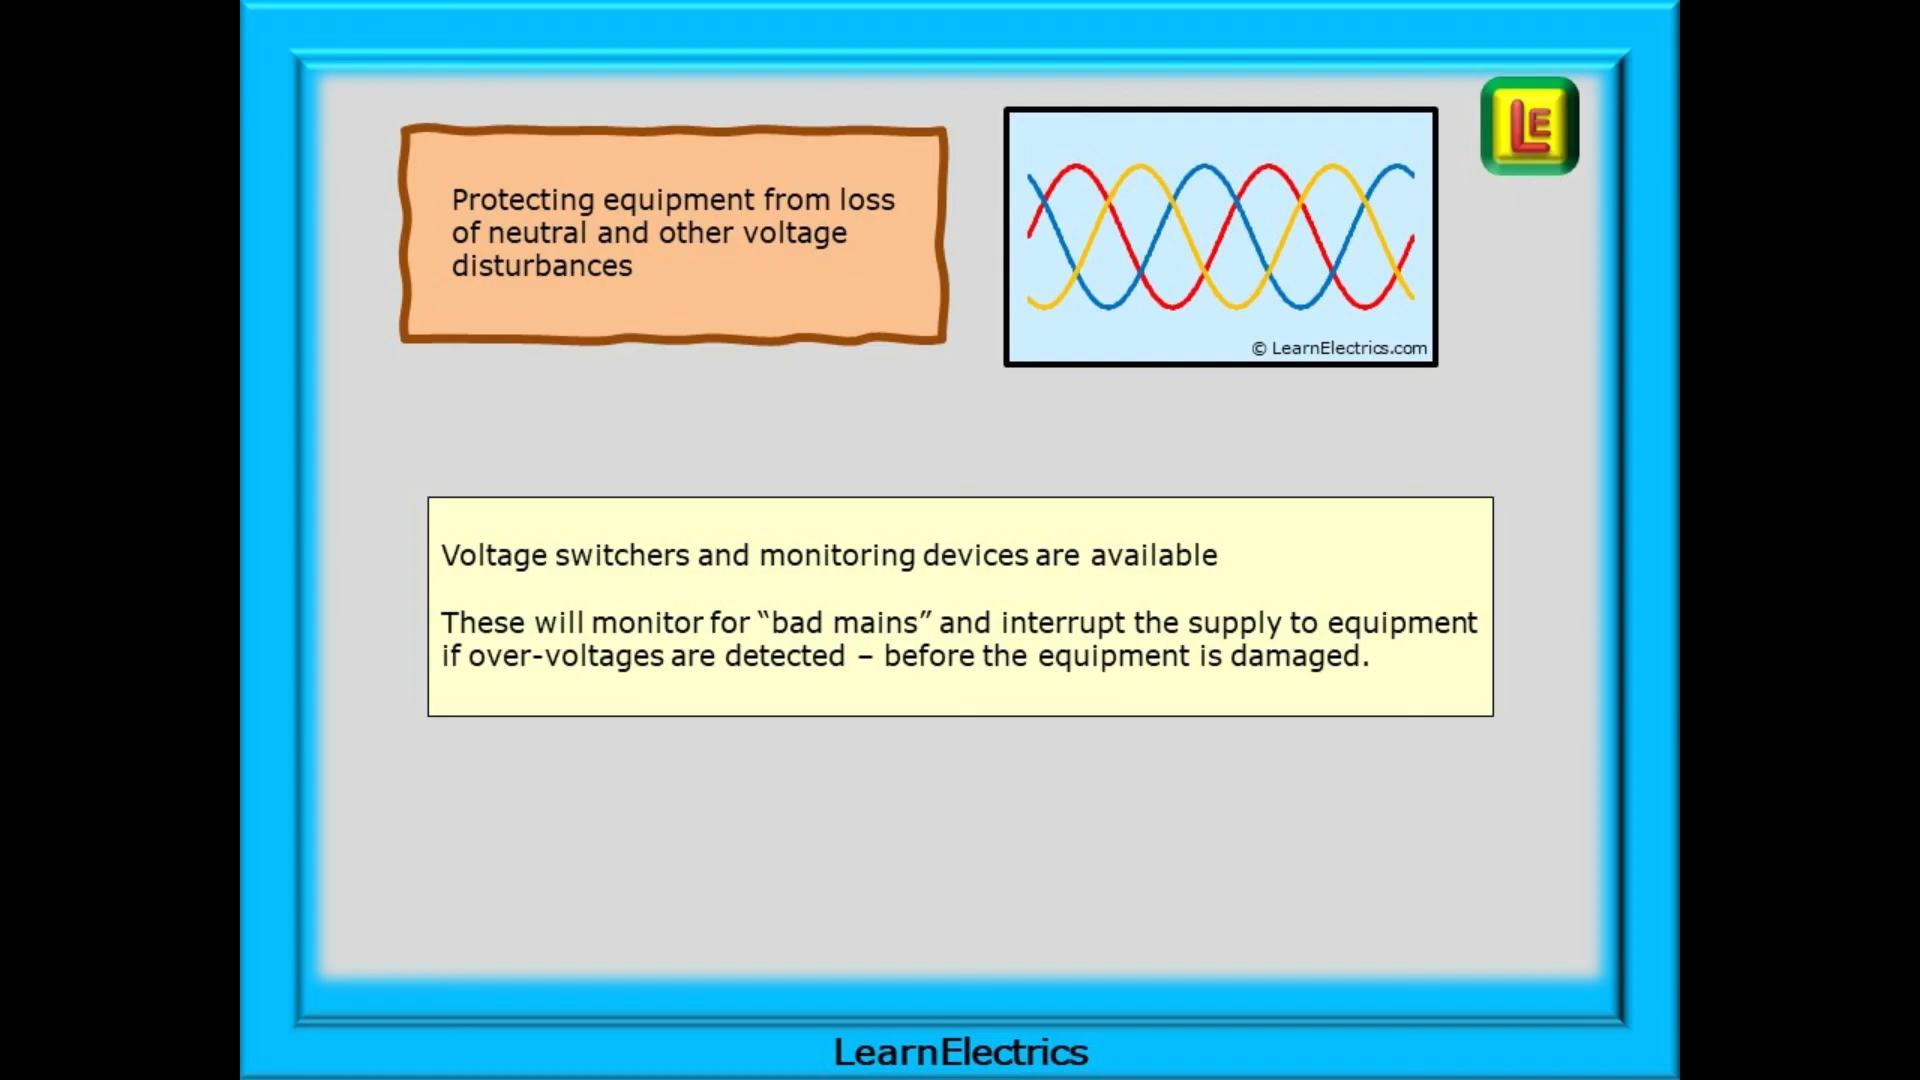 Protecting equipment from loss
of neutral and other voltage
disturbances
© LearnElectrics.com
LE
Voltage switchers and monitoring devices are available
These will monitor for “bad mains” and interrupt the supply to equipment
if over-voltages are detected – before the equipment is damaged.
LearnElectrics